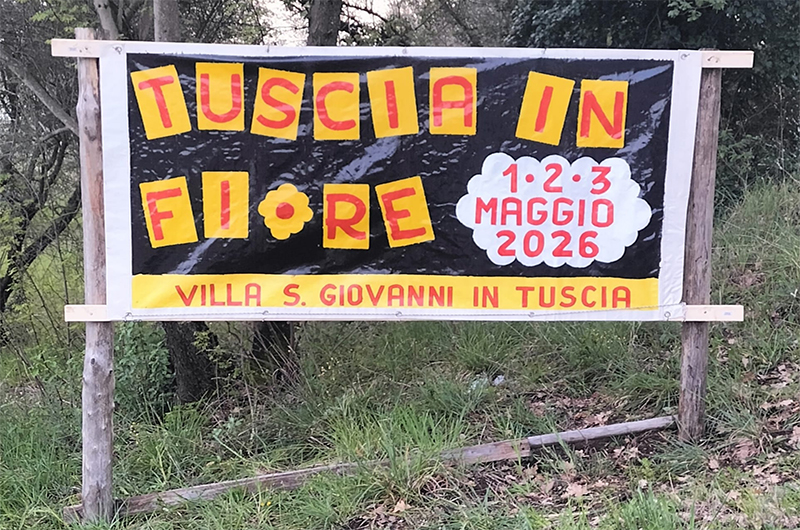 TUSCIA IN
FIORE
1·2·3
MAGGIO
2026
VILLA S. GIOVANNI IN TUSCIA